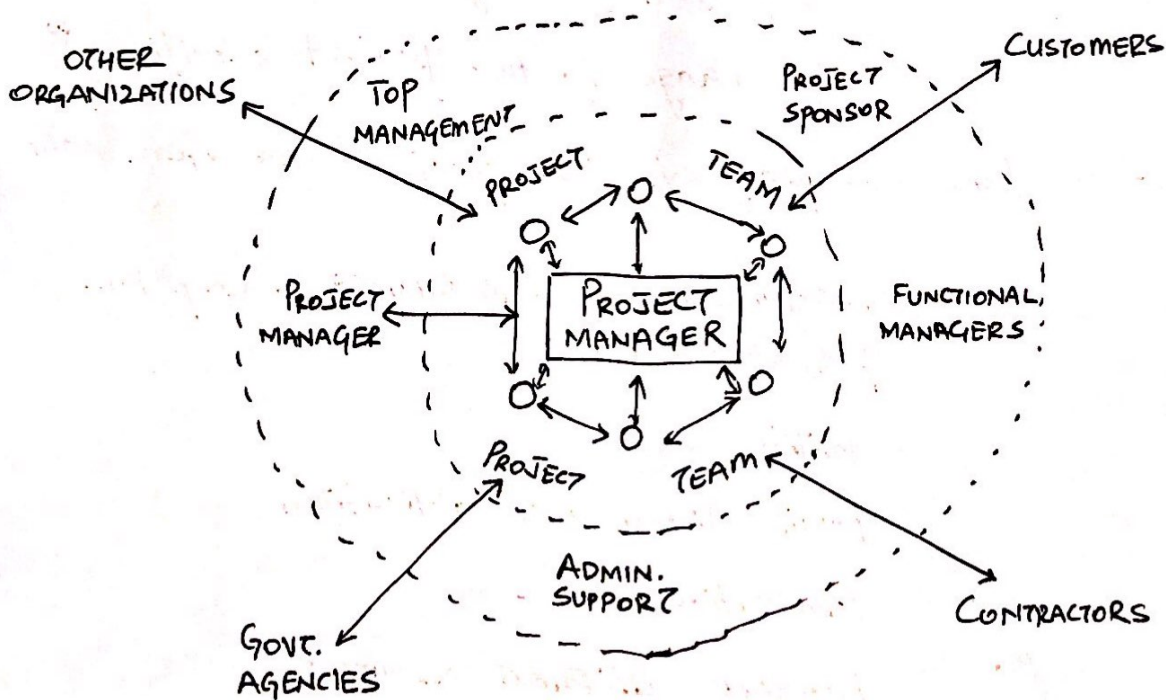 OTHER
ORGANIZATIONS
CUSTOMERS
TOP
MANAGEMENT
PROJECT
SPONSOR
PROJECT
TEAM
PROJECT
MANAGER
PROJECT
MANAGER
FUNCTIONAL
MANAGERS
PROJECT
TEAM
ADMIN.
SUPPORT
GOVT.
AGENCIES
CONTRACTORS